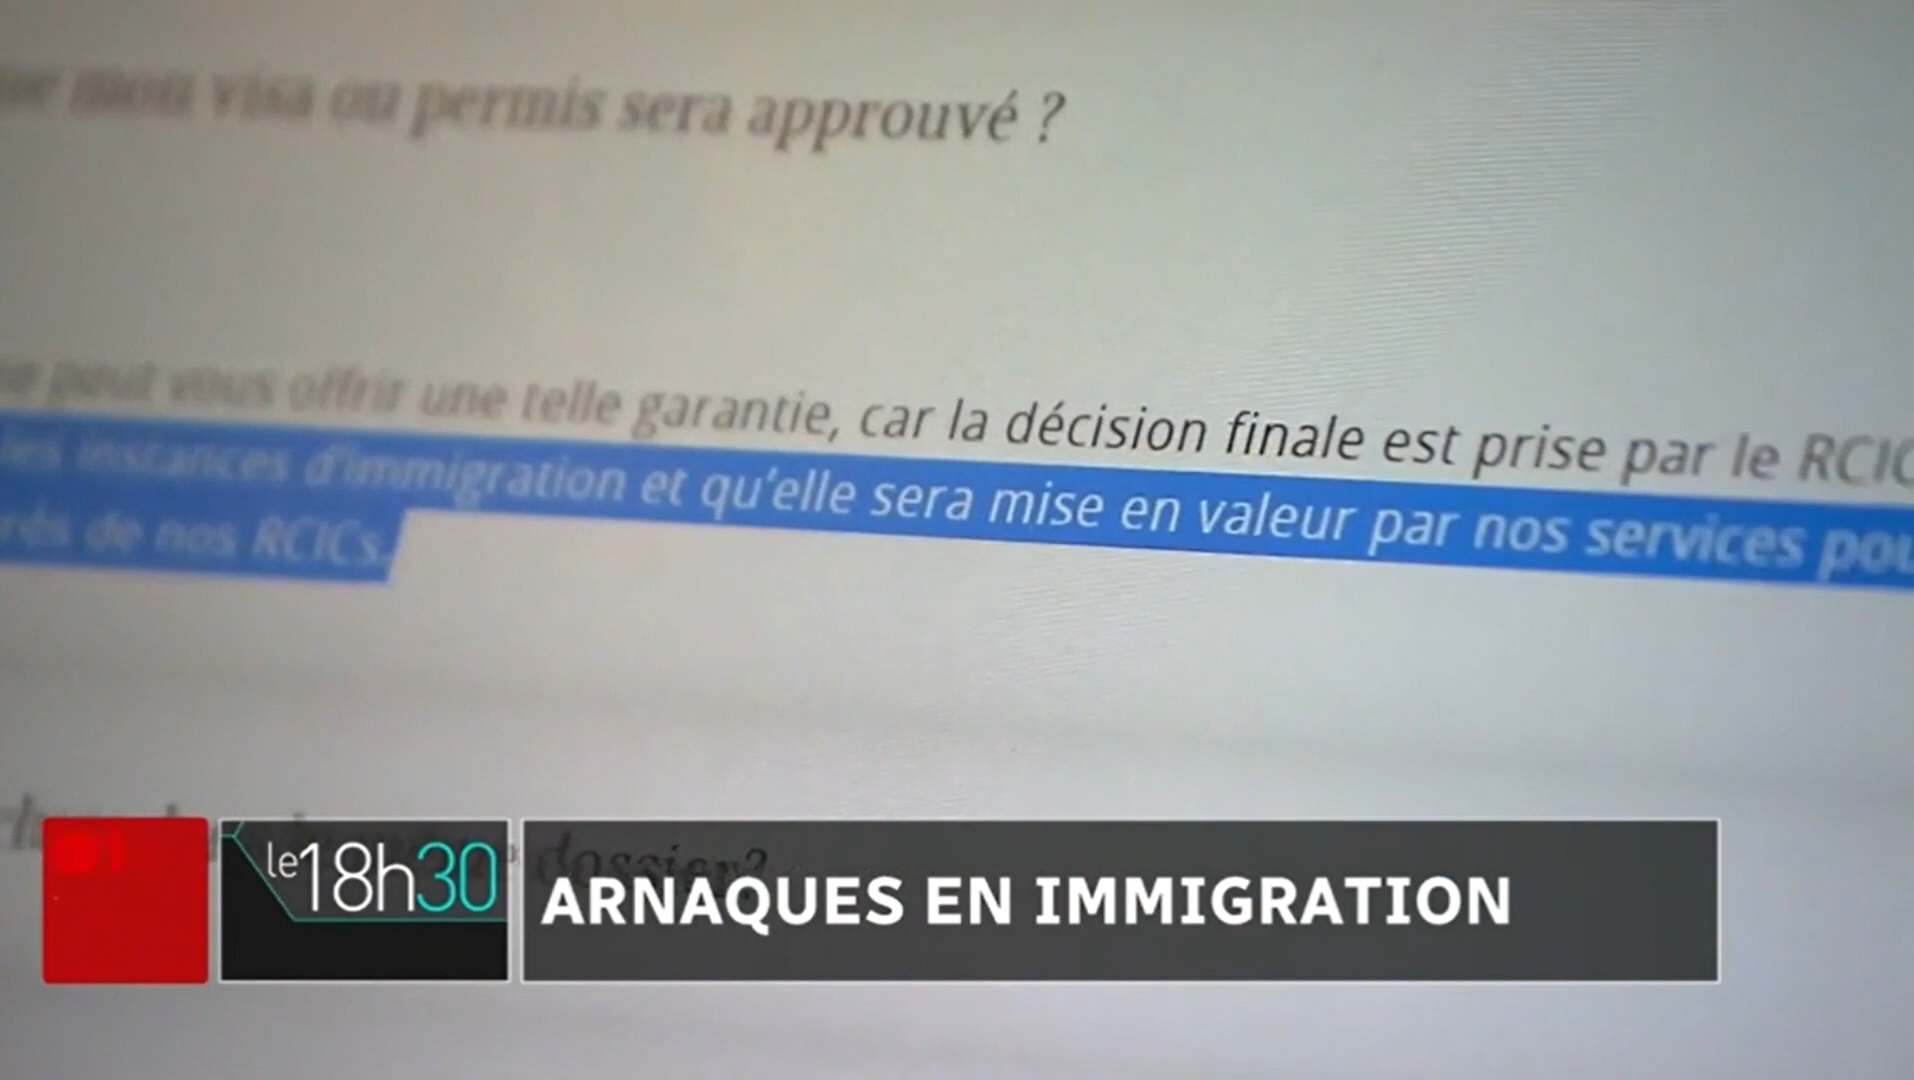 mon visa ou permis sera approuvé ?
peut vous offrir une telle garantie, car la décision finale est prise par le RCIC
les instances d'immigration et qu'elle sera mise en valeur par nos services pou
de nos RCICs.
dossier?
le18h30
ARNAQUES EN IMMIGRATION